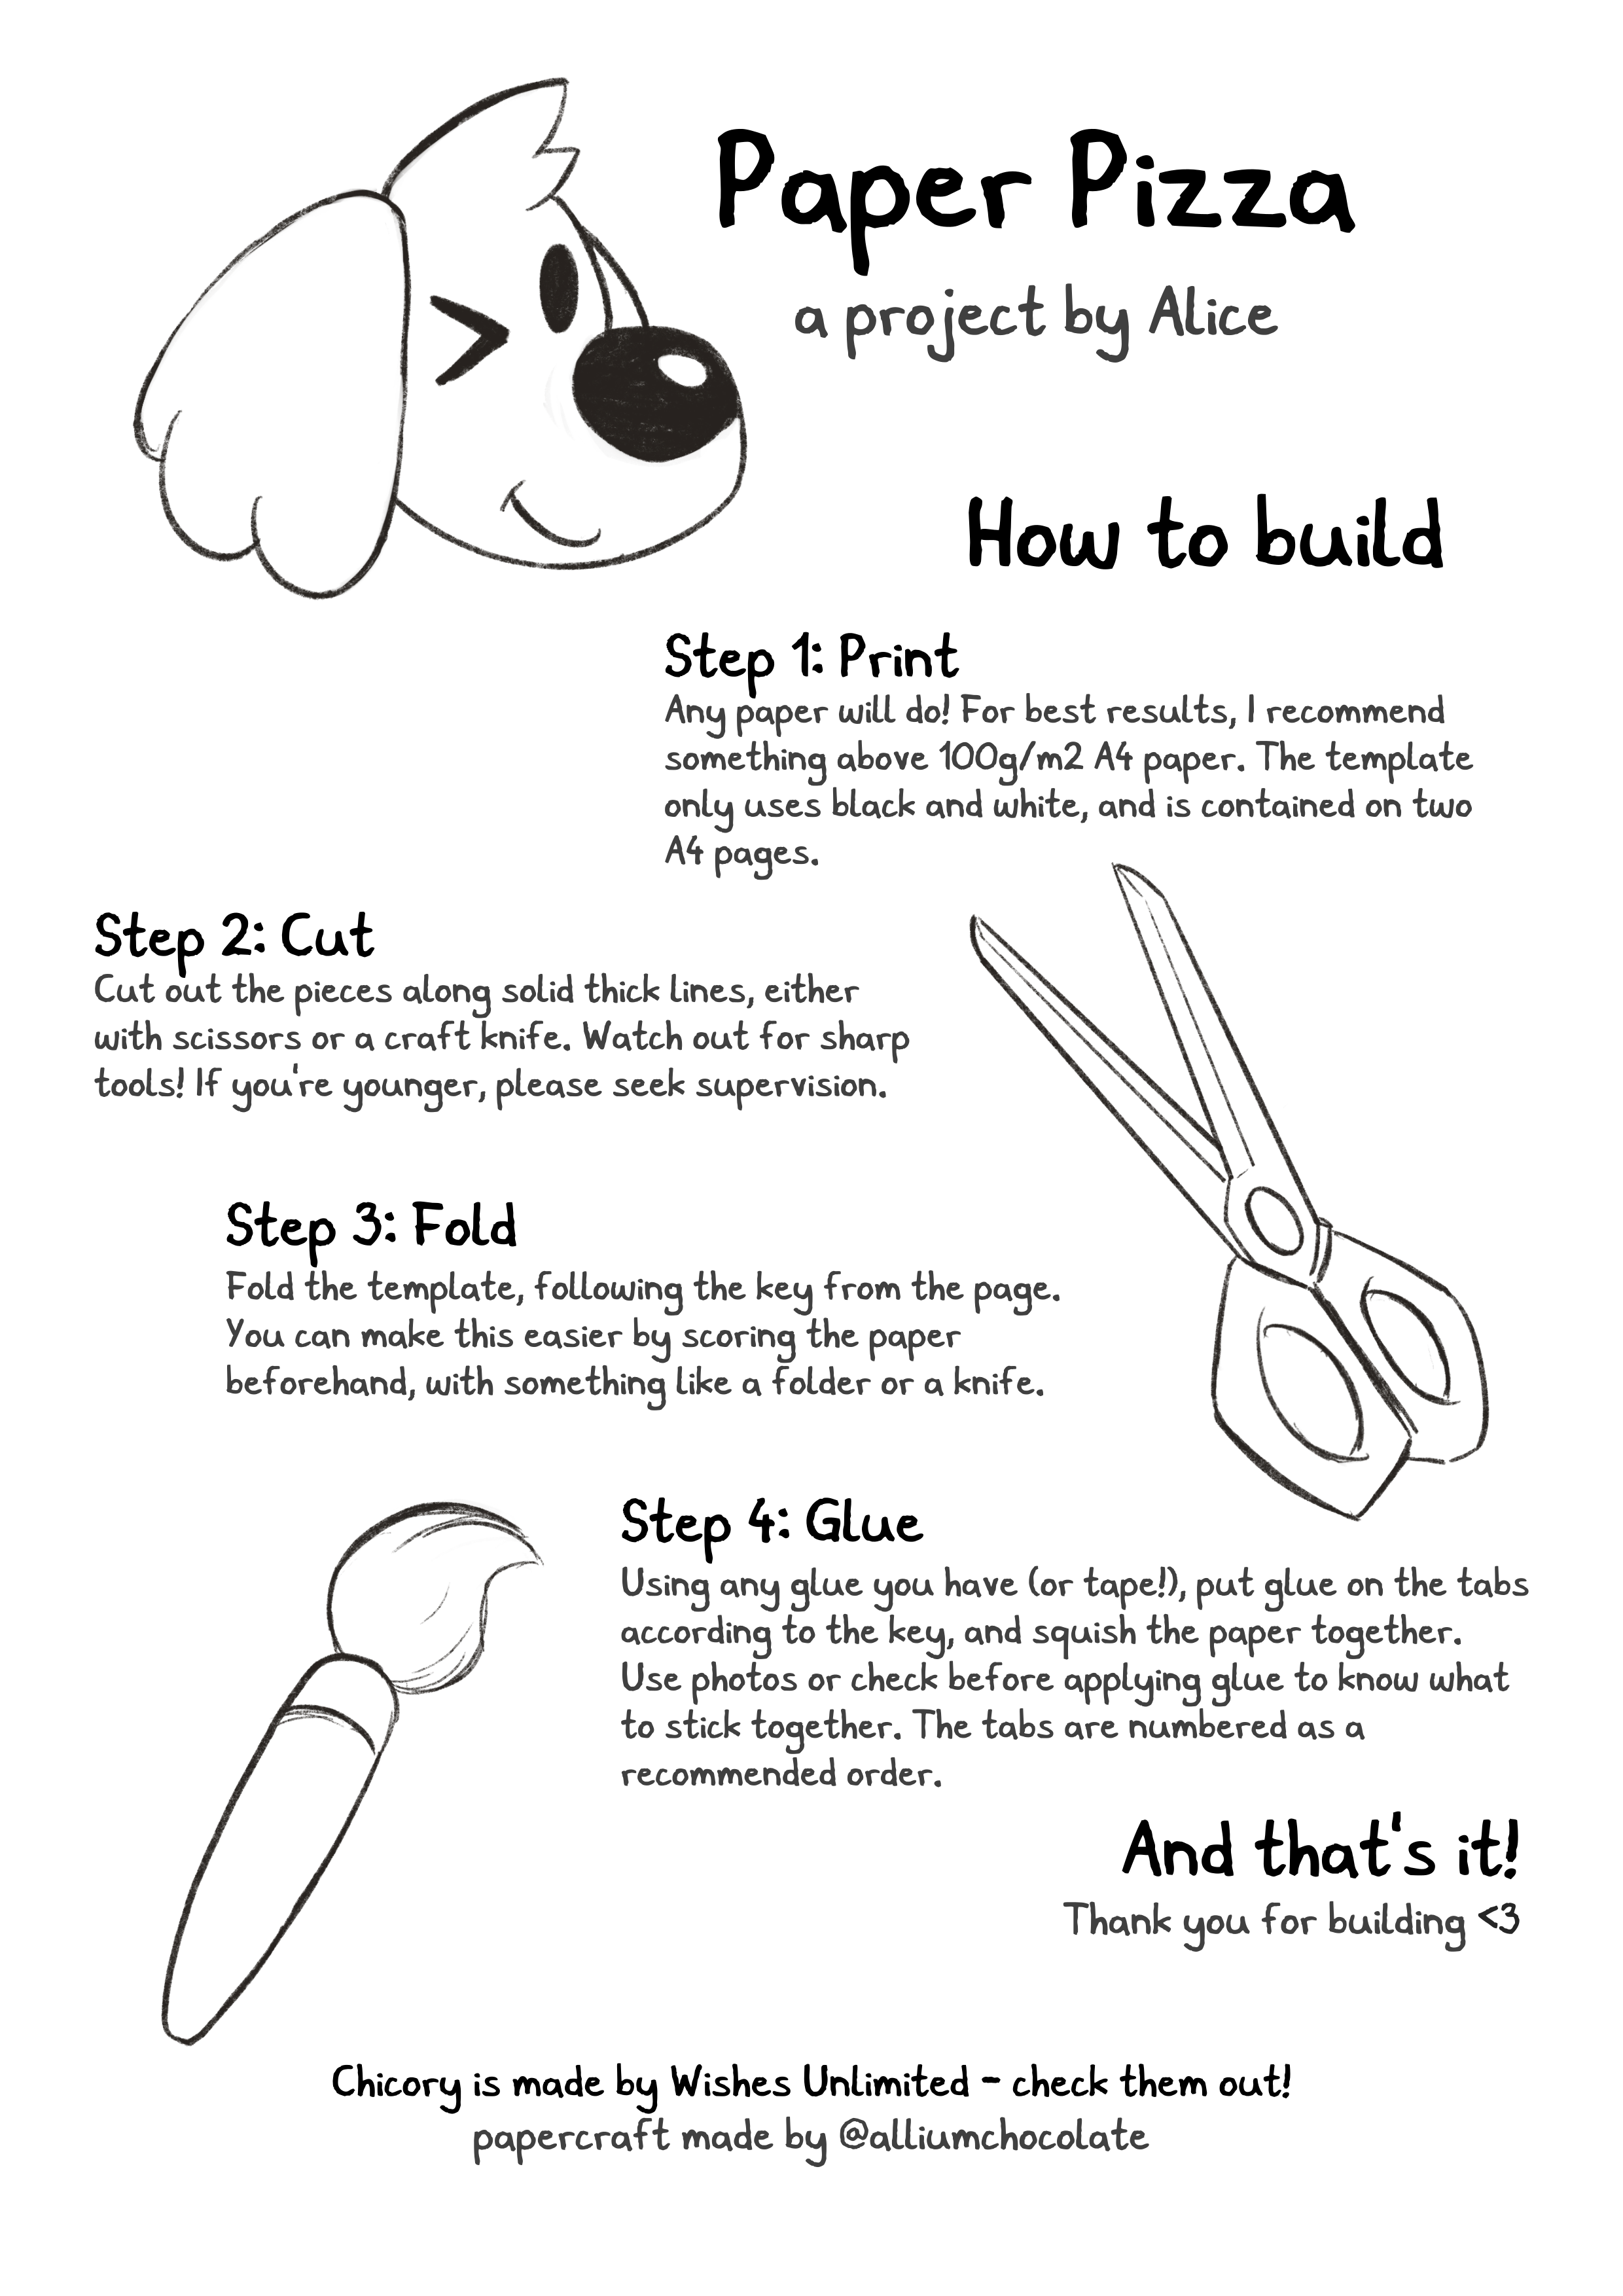 Paper Pizza
a project by Alice
How to build
Step 1: Print
Any paper will do! For best results, I recommend
something above 100g/m2 A4 paper. The template
only uses black and white, and is contained on two
A4 pages.
Step 2: Cut
Cut out the pieces along solid thick lines, either
with scissors or a craft knife. Watch out for sharp
tools! If you're younger, please seek supervision.
Step 3: Fold
Fold the template, following the key from the page.
You can make this easier by scoring the paper
beforehand, with something like a folder or a knife.
Step 4: Glue
Using any glue you have (or tape!), put glue on the tabs
according to the key, and squish the paper together.
Use photos or check before applying glue to know what
to stick together. The tabs are numbered as a
recommended order.
And that's it!
Thank you for building <3
Chicory is made by Wishes Unlimited - check them out!
papercraft made by @alliumchocolate